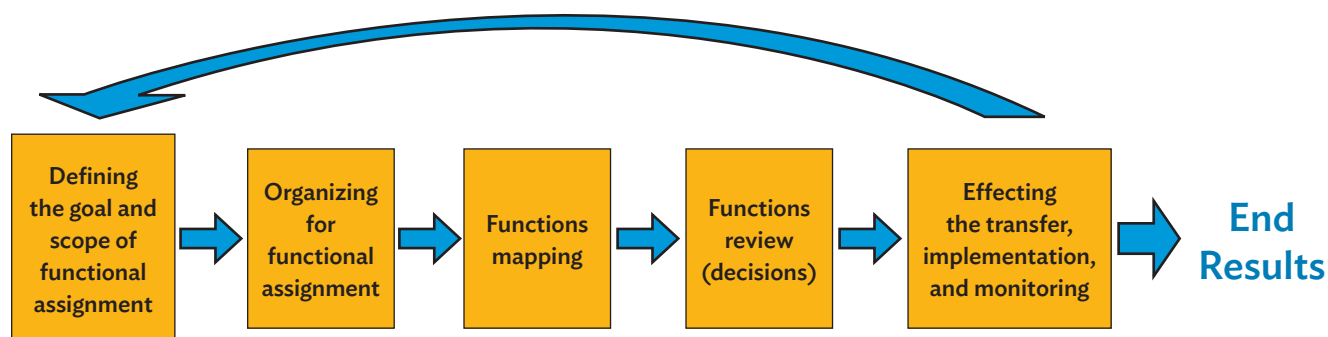 Defining
the goal and
scope of
functional
assignment
Organizing
for
functional
assignment
Functions
mapping
Functions
review
(decisions)
Effecting
the transfer,
implementation,
and monitoring
End
Results